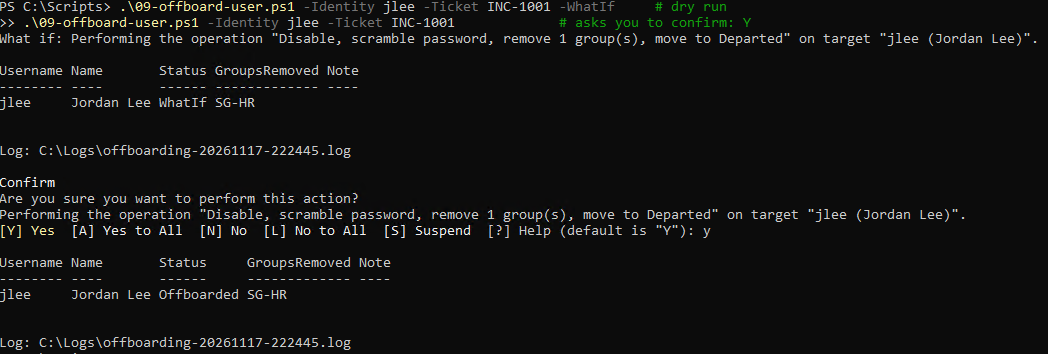 PS C:\Scripts> .\09-offboard-user.ps1 -Identity jlee -Ticket INC-1001 -WhatIf     # dry run
>> .\09-offboard-user.ps1 -Identity jlee -Ticket INC-1001             # asks you to confirm: Y
What if: Performing the operation "Disable, scramble password, remove 1 group(s), move to Departed" on target "jlee (Jordan Lee)".
Username Name       Status GroupsRemoved Note
-------- ----       ------ ------------- ----
jlee     Jordan Lee WhatIf SG-HR
Log: C:\Logs\offboarding-20261117-222445.log
Confirm
Are you sure you want to perform this action?
Performing the operation "Disable, scramble password, remove 1 group(s), move to Departed" on target "jlee (Jordan Lee)".
[Y] Yes  [A] Yes to All  [N] No  [L] No to All  [S] Suspend  [?] Help (default is "Y"): y
Username Name       Status     GroupsRemoved Note
-------- ----       ------     ------------- ----
jlee     Jordan Lee Offboarded SG-HR
Log: C:\Logs\offboarding-20261117-222445.log